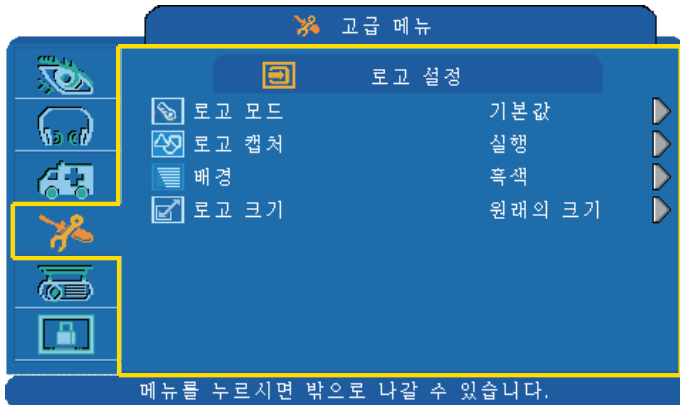 고급 메뉴
로고 설정
로고 모드 기본값
로고 캡처 실행
배경 흑색
로고 크기 원래의 크기
메뉴를 누르시면 밖으로 나갈 수 있습니다.